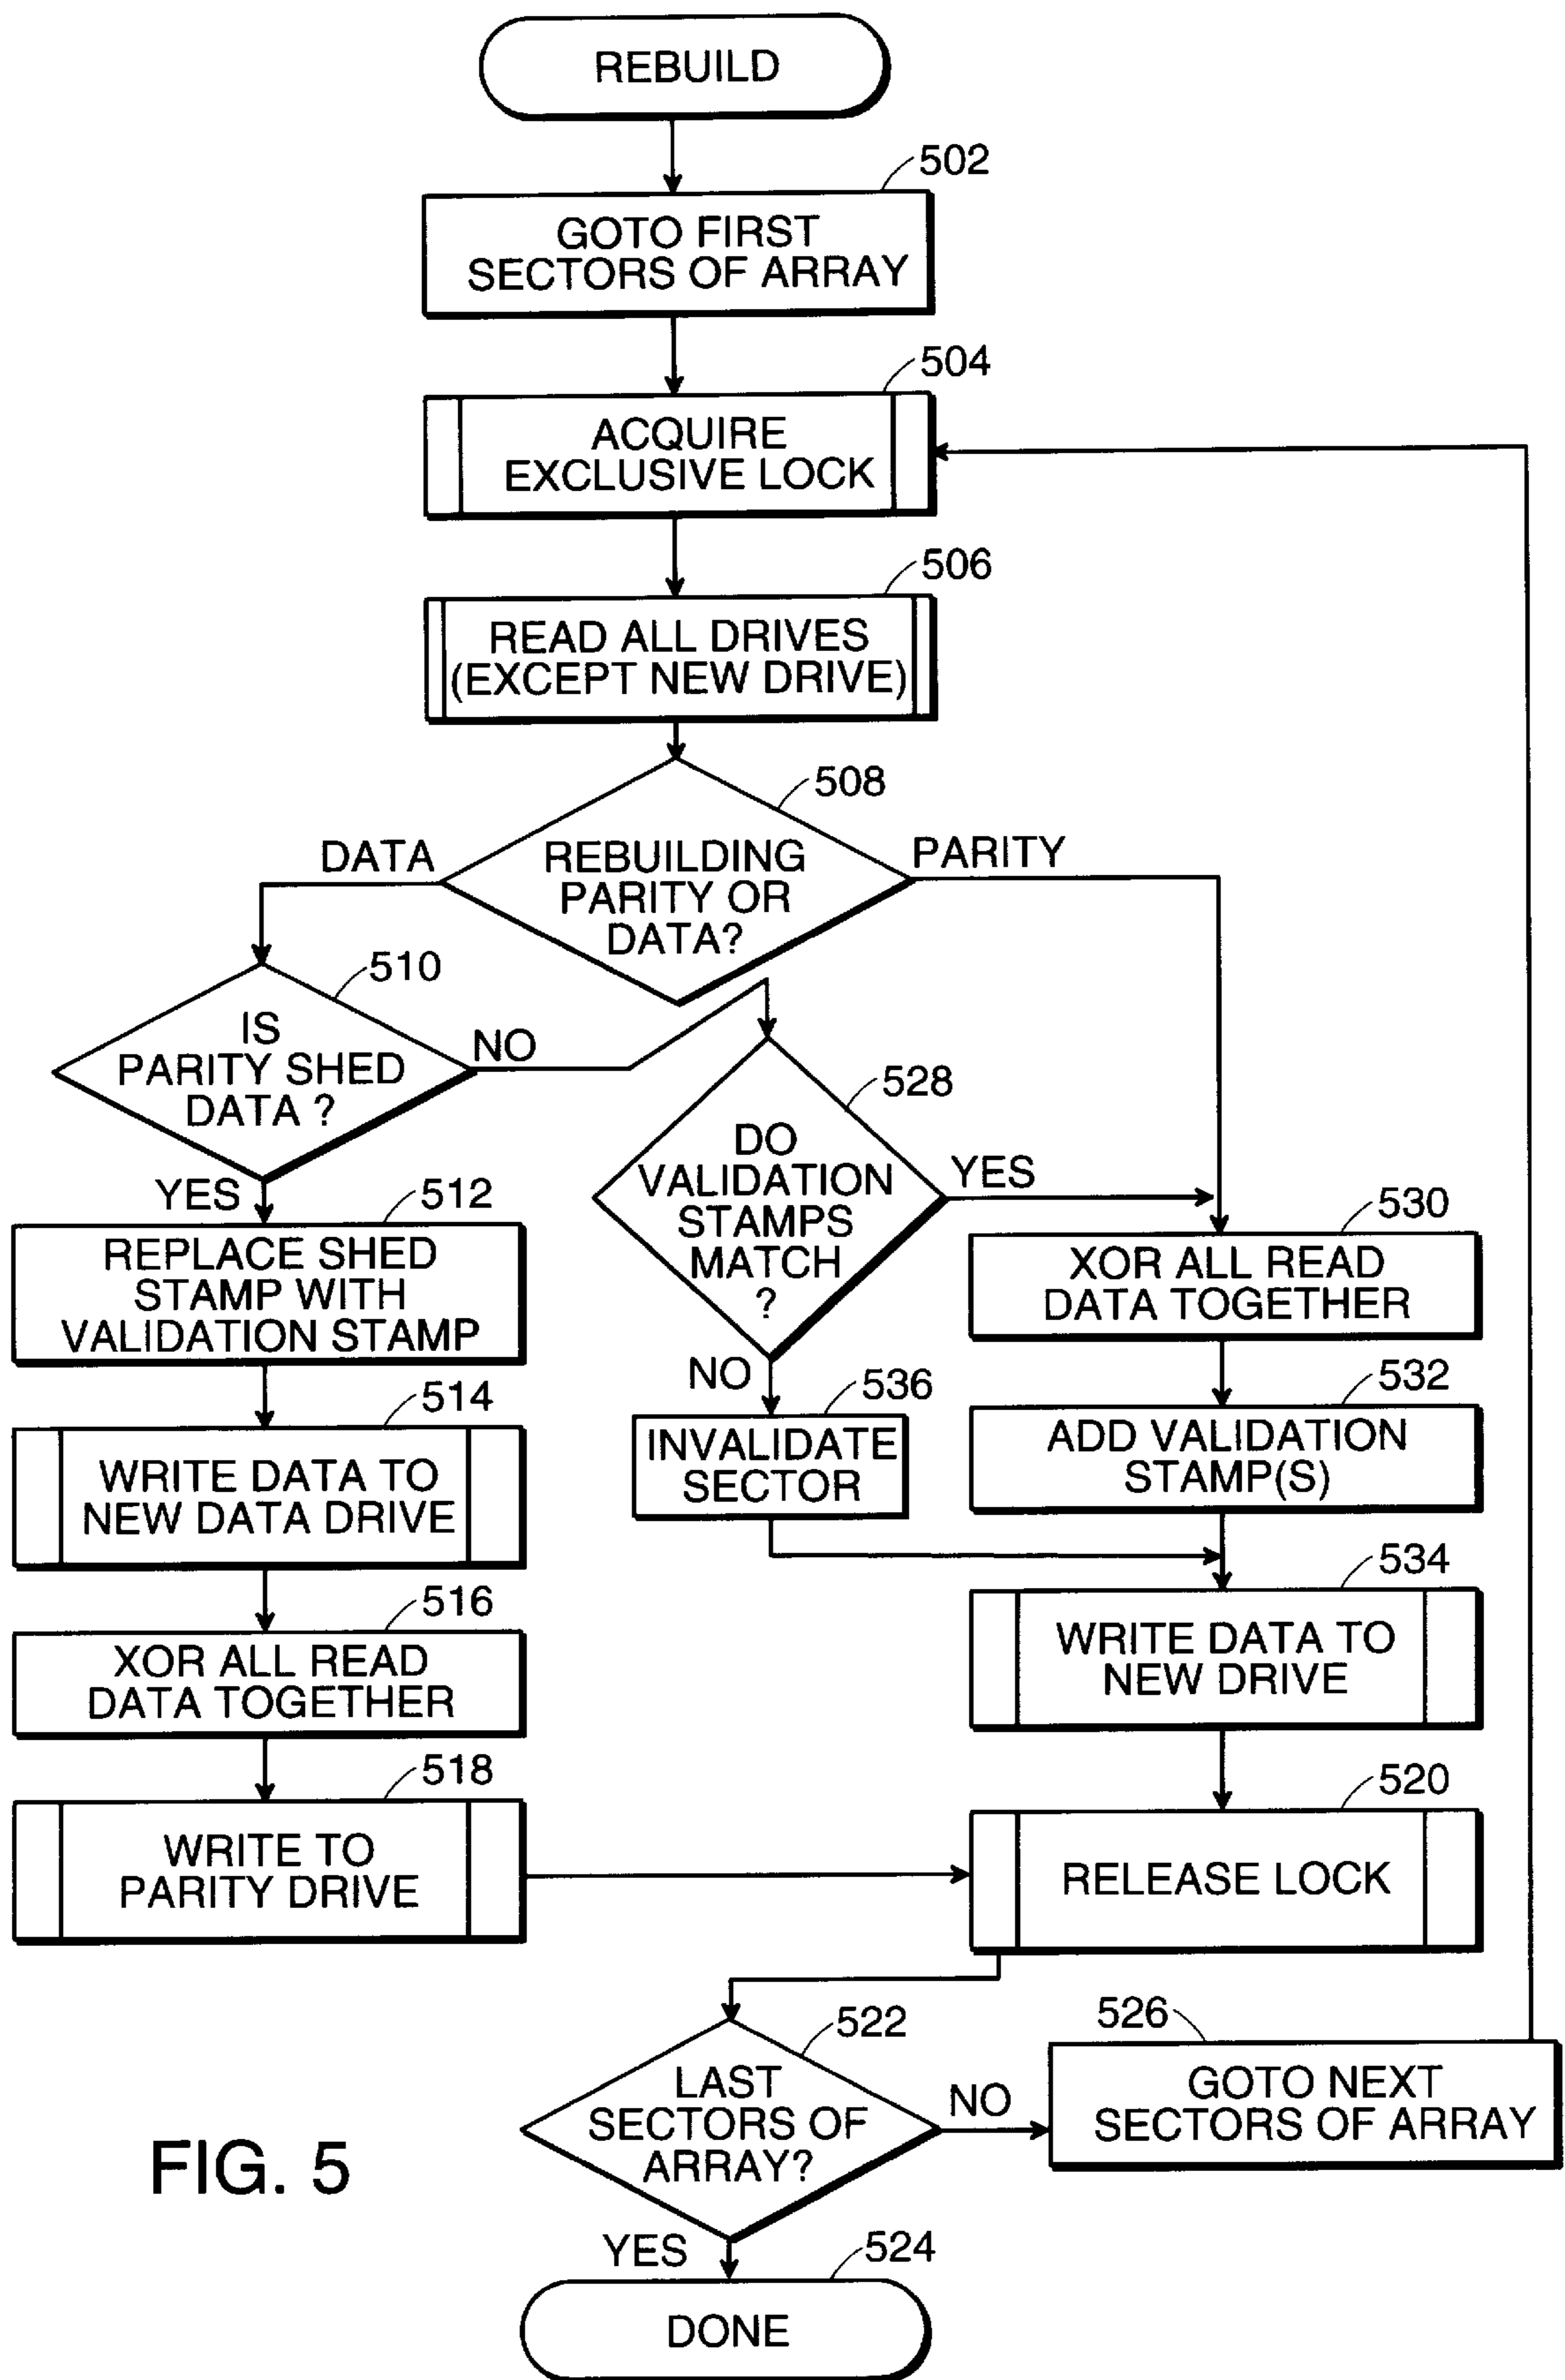 REBUILD
502
GOTO FIRST
SECTORS OF ARRAY
504
ACQUIRE
EXCLUSIVE LOCK
506
READ ALL DRIVES
(EXCEPT NEW DRIVE)
508
DATA
REBUILDING
PARITY OR
DATA?
PARITY
510
IS
PARITY SHED
DATA ?
NO
528
DO
VALIDATION
STAMPS
MATCH
?
YES
YES
512
REPLACE SHED
STAMP WITH
VALIDATION STAMP
530
XOR ALL READ
DATA TOGETHER
NO
536
INVALIDATE
SECTOR
532
ADD VALIDATION
STAMP(S)
514
WRITE DATA TO
NEW DATA DRIVE
534
WRITE DATA TO
NEW DRIVE
516
XOR ALL READ
DATA TOGETHER
518
WRITE TO
PARITY DRIVE
520
RELEASE LOCK
522
LAST
SECTORS OF
ARRAY?
NO
526
GOTO NEXT
SECTORS OF ARRAY
YES
524
DONE
FIG. 5